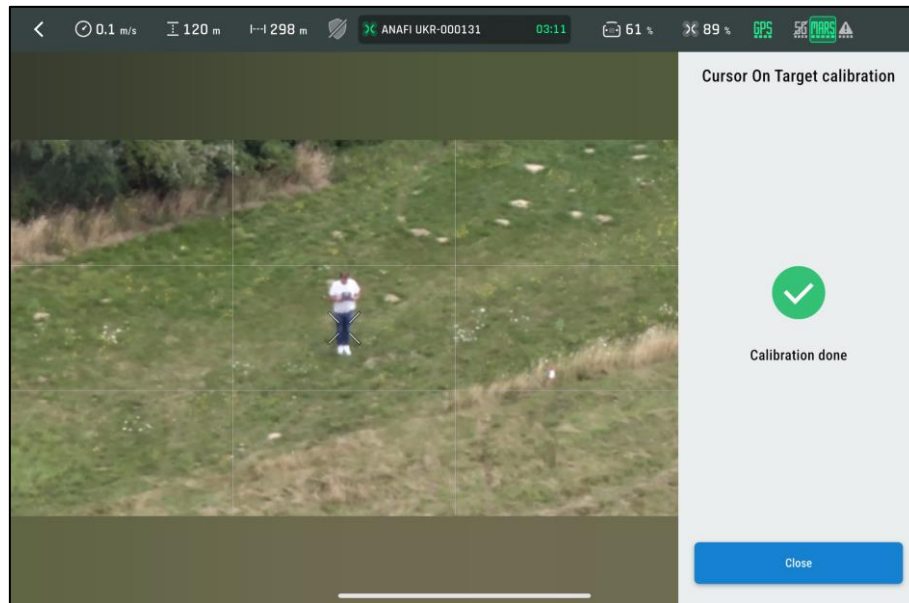 0.1 m/s 120 m 298 m ANAFI UKR-000131 03:11 61 % 89 % GPS 5G MARS
Cursor On Target calibration
Calibration done
Close